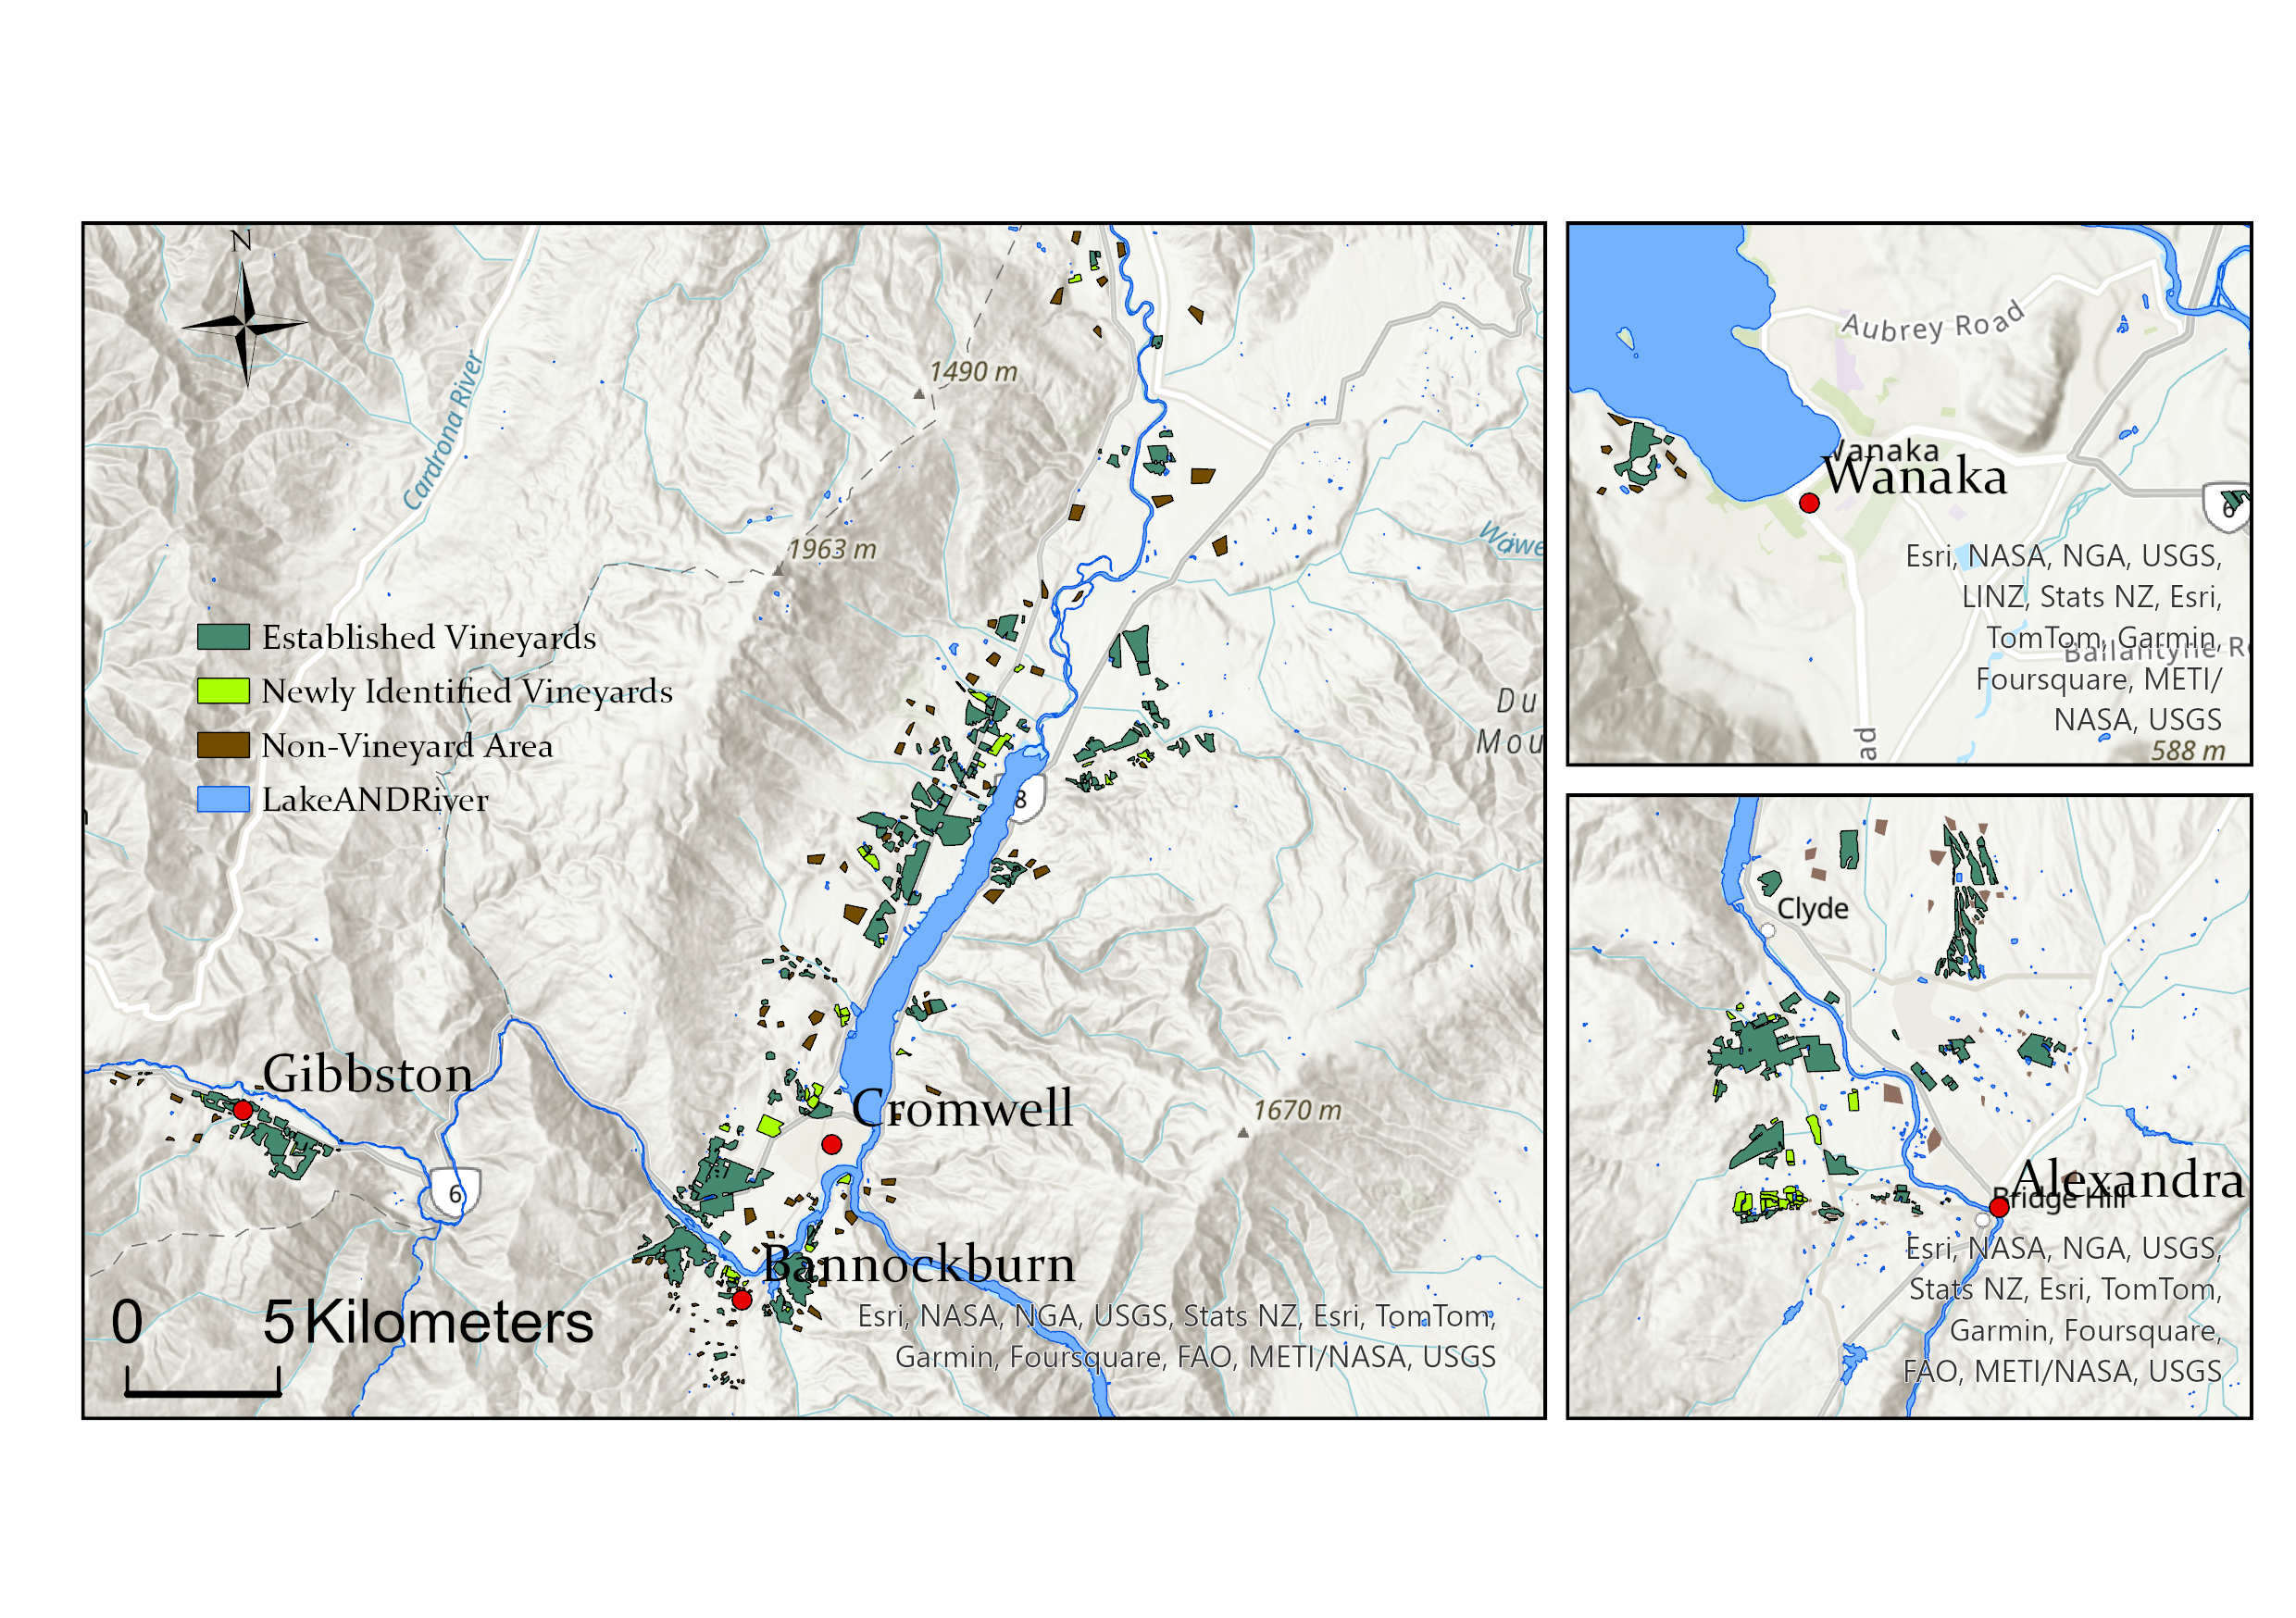 N
Cardrona River
1490 m
1963 m
Established Vineyards
Newly Identified Vineyards
Non-Vineyard Area
LakeANDRiver
Du
Mou
8
Gibbston
Cromwell
1670 m
6
Bannockburn
0 5 Kilometers
Esri, NASA, NGA, USGS, Stats NZ, Esri, TomTom,
Garmin, Foursquare, FAO, METI/NASA, USGS
Aubrey Road
Wanaka
Wanaka
6
Esri, NASA, NGA, USGS,
LINZ, Stats NZ, Esri,
TomTom, Garmin,
Ballantyne R
Foursquare, METI/
NASA, USGS
ad
588 m
Clyde
Alexandra
Bridge Hill
Esri, NASA, NGA, USGS,
Stats NZ, Esri, TomTom,
Garmin, Foursquare,
FAO, METI/NASA, USGS